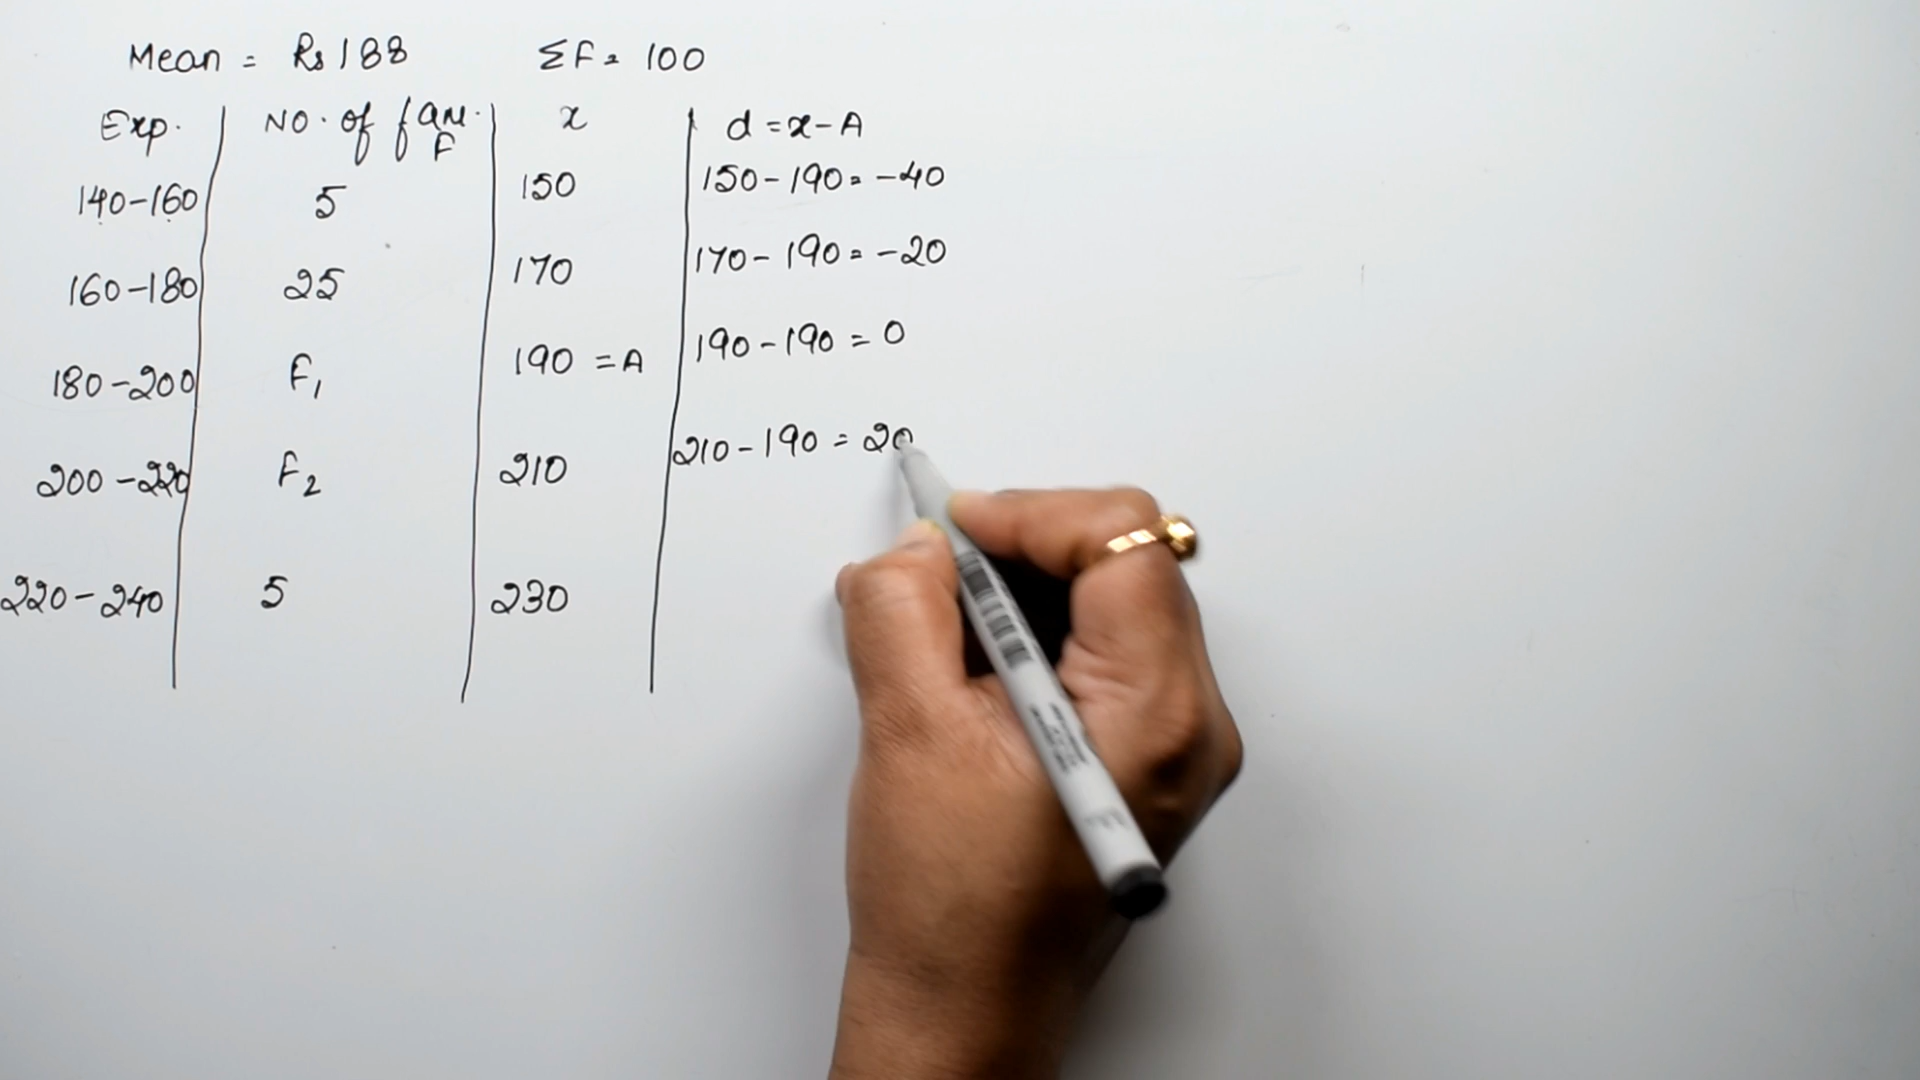 Mean = Rs 188 ΣF = 100
Exp. No. of fam. F x d = x - A
140-160 5 150 150 - 190 = -40
160-180 25 170 170 - 190 = -20
180-200 F1 190 = A 190 - 190 = 0
200-220 F2 210 210 - 190 = 20
220-240 5 230